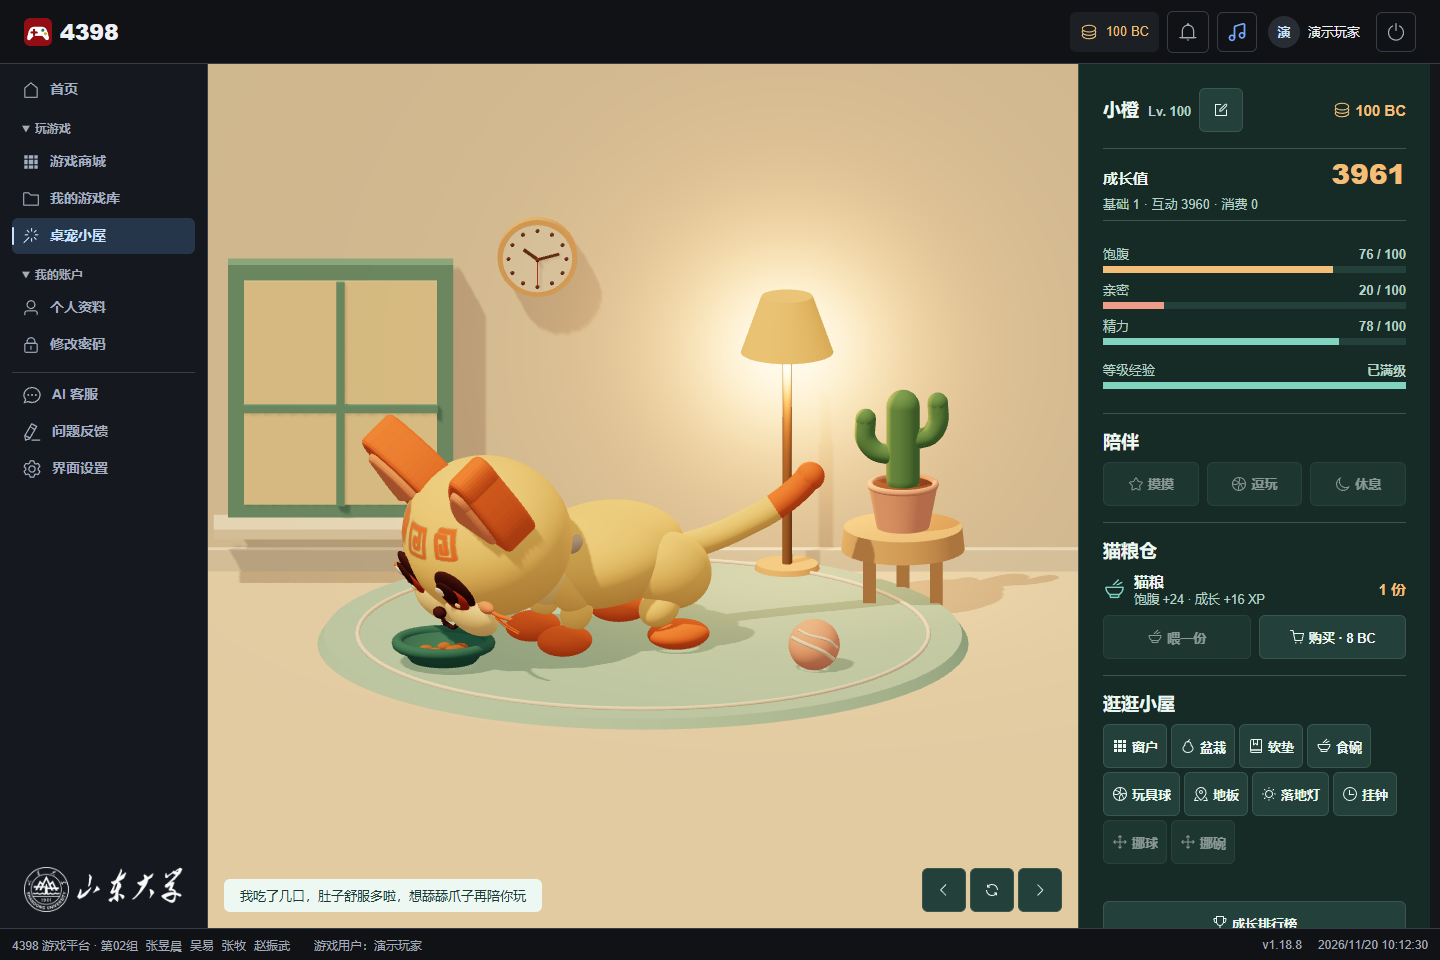 4398
100 BC
演 演示玩家
首页
玩游戏
游戏商城
我的游戏库
桌宠小屋
我的账户
个人资料
修改密码
AI 客服
问题反馈
界面设置
山东大学
我吃了几口，肚子舒服多啦，想舔舔爪子再陪你玩
小橙 Lv. 100
100 BC
成长值 3961
基础 1 · 互动 3960 · 消费 0
饱腹 76 / 100
亲密 20 / 100
精力 78 / 100
等级经验 已满级
陪伴
摸摸 逗玩 休息
猫粮仓
猫粮
饱腹 +24 · 成长 +16 XP
1 份
喂一份 购买 · 8 BC
逛逛小屋
窗户 盆栽 软垫 食碗
玩具球 地板 落地灯 挂钟
挪球 挪碗
成长排行榜
4398 游戏平台 · 第02组 张昱晨 吴易 张牧 赵振武 游戏用户：演示玩家
v1.18.8 2026/11/20 10:12:30